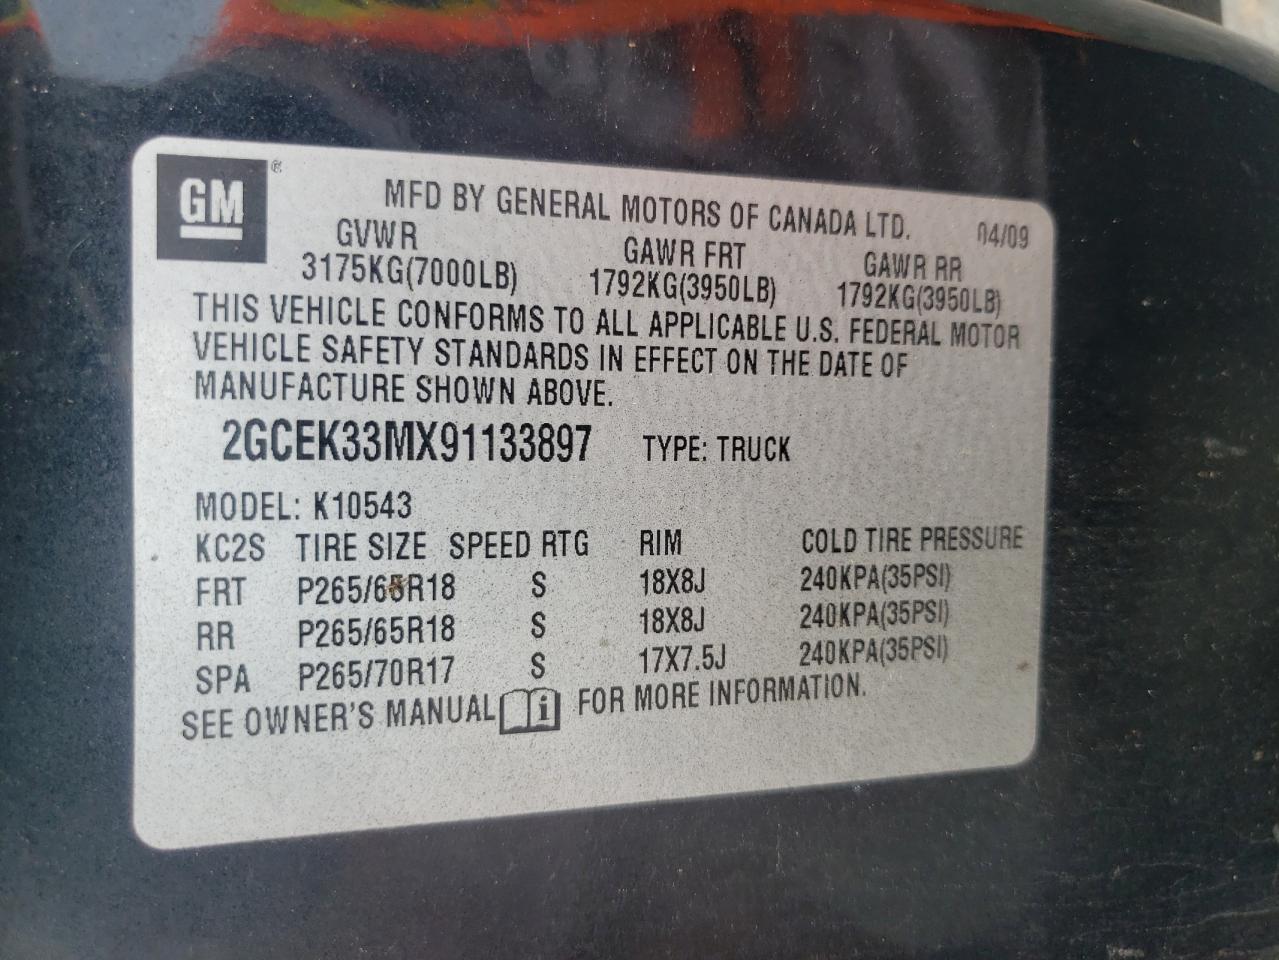 GM ®
MFD BY GENERAL MOTORS OF CANADA LTD. 04/09
GVWR GAWR FRT GAWR RR
3175KG(7000LB) 1792KG(3950LB) 1792KG(3950LB)
THIS VEHICLE CONFORMS TO ALL APPLICABLE U.S. FEDERAL MOTOR
VEHICLE SAFETY STANDARDS IN EFFECT ON THE DATE OF
MANUFACTURE SHOWN ABOVE.
2GCEK33MX91133897 TYPE: TRUCK
MODEL: K10543
KC2S TIRE SIZE SPEED RTG RIM COLD TIRE PRESSURE
FRT P265/65R18 S 18X8J 240KPA(35PSI)
RR P265/65R18 S 18X8J 240KPA(35PSI)
SPA P265/70R17 S 17X7.5J 240KPA(35PSI)
SEE OWNER'S MANUAL i FOR MORE INFORMATION.